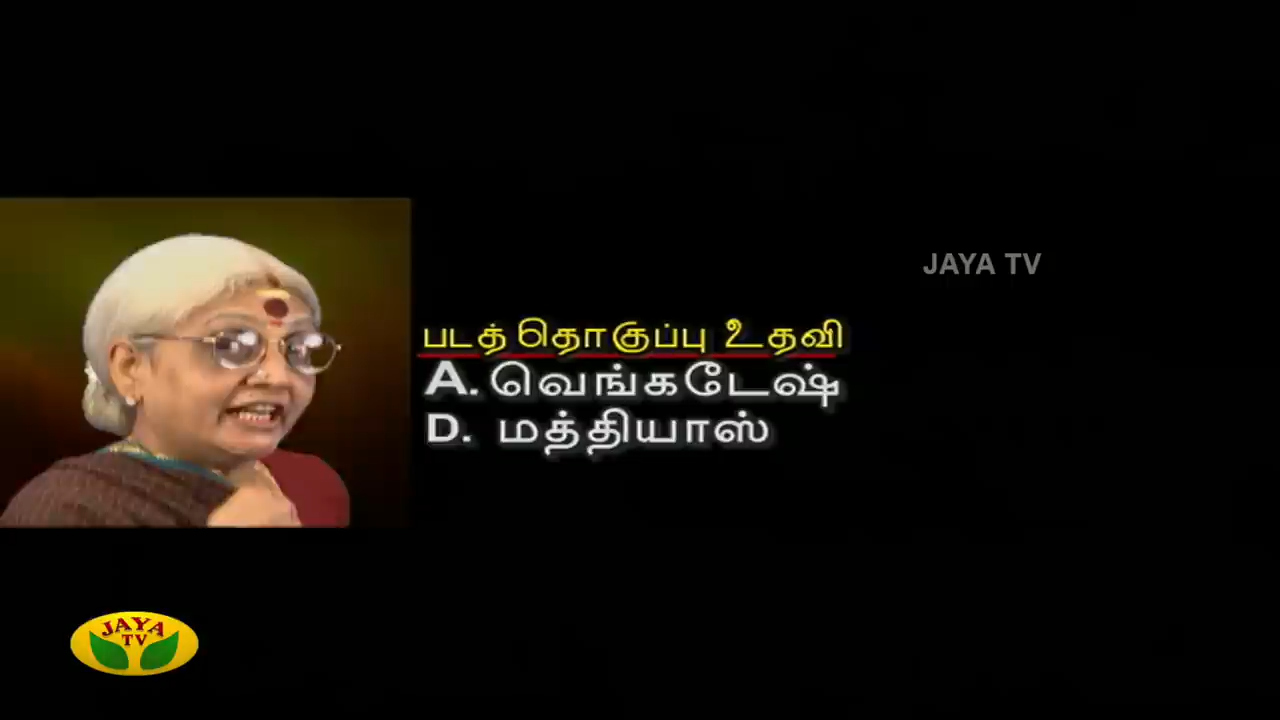 JAYA TV
படத் தொகுப்பு உதவி
A. வெங்கடேஷ்
D. மத்தியாஸ்
JAYA
TV